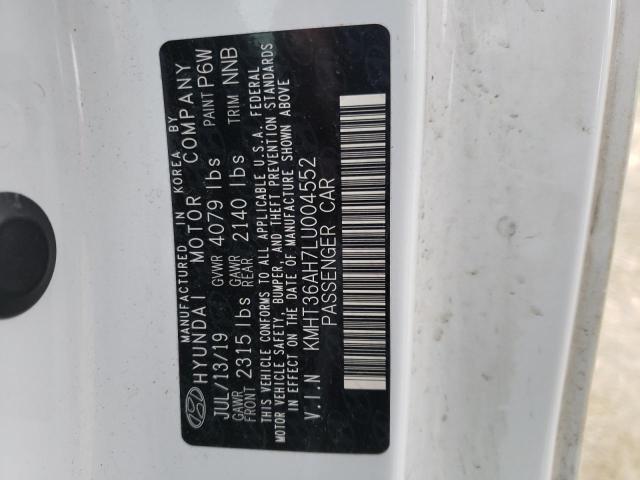 MANUFACTURED IN KOREA BY
HYUNDAI MOTOR COMPANY
JUL/13/19 GVWR 4079 lbs PAINT P6W
GAWR FRONT 2315 lbs GAWR REAR 2140 lbs TRIM NNB
THIS VEHICLE CONFORMS TO ALL APPLICABLE U.S.A. FEDERAL
MOTOR VEHICLE SAFETY, BUMPER, AND THEFT PREVENTION STANDARDS
IN EFFECT ON THE DATE OF MANUFACTURE SHOWN ABOVE
V.I.N KMHT36AH7LU004552
PASSENGER CAR